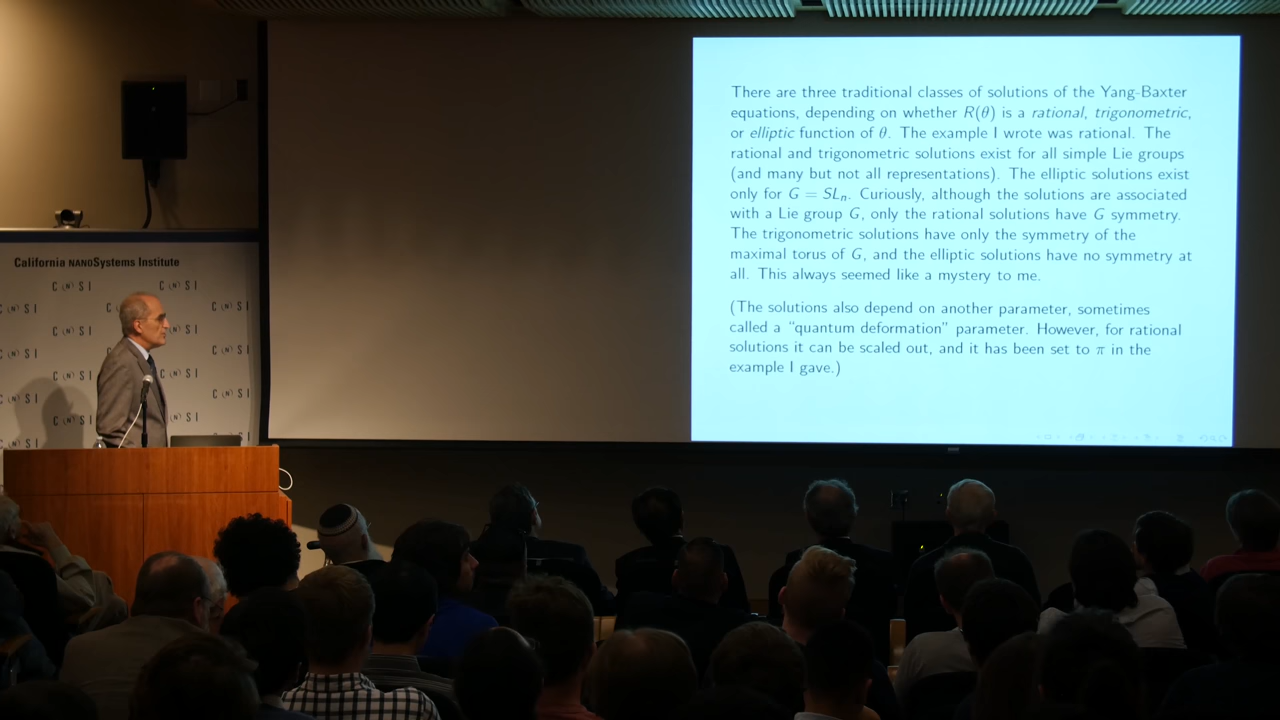 There are three traditional classes of solutions of the Yang-Baxter
equations, depending on whether R(θ) is a rational, trigonometric,
or elliptic function of θ. The example I wrote was rational. The
rational and trigonometric solutions exist for all simple Lie groups
(and many but not all representations). The elliptic solutions exist
only for G = SLₙ. Curiously, although the solutions are associated
with a Lie group G, only the rational solutions have G symmetry.
The trigonometric solutions have only the symmetry of the
maximal torus of G, and the elliptic solutions have no symmetry at
all. This always seemed like a mystery to me.
(The solutions also depend on another parameter, sometimes
called a "quantum deformation" parameter. However, for rational
solutions it can be scaled out, and it has been set to π in the
example I gave.)
California NANOSystems Institute
C (N) S I C (N) S I
C (N) S I
C (N) S I C (N) S I
C (N) S I
C (N) S I C (N) S I
C (N) S I
C (N) S I